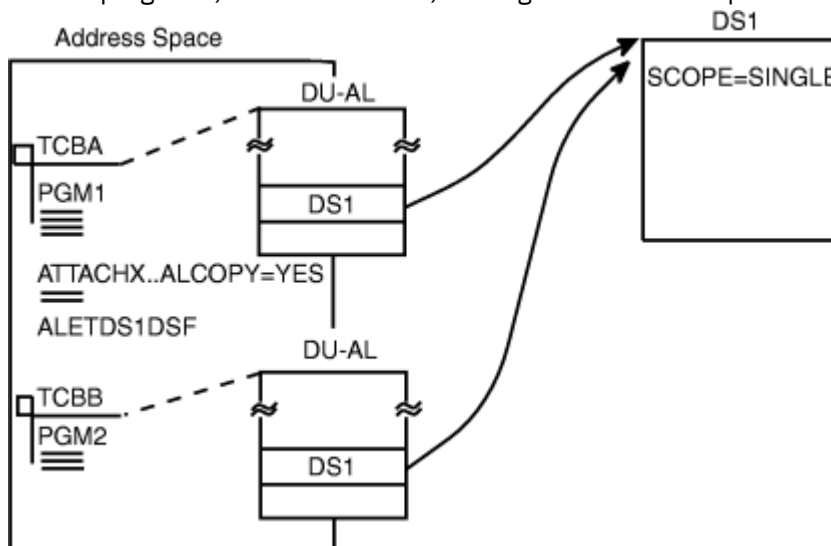 DS1
Address Space
SCOPE=SINGLE
DU-AL
TCBA
PGM1
DS1
ATTACHX..ALCOPY=YES
ALETDS1DSF
DU-AL
TCBB
PGM2
DS1